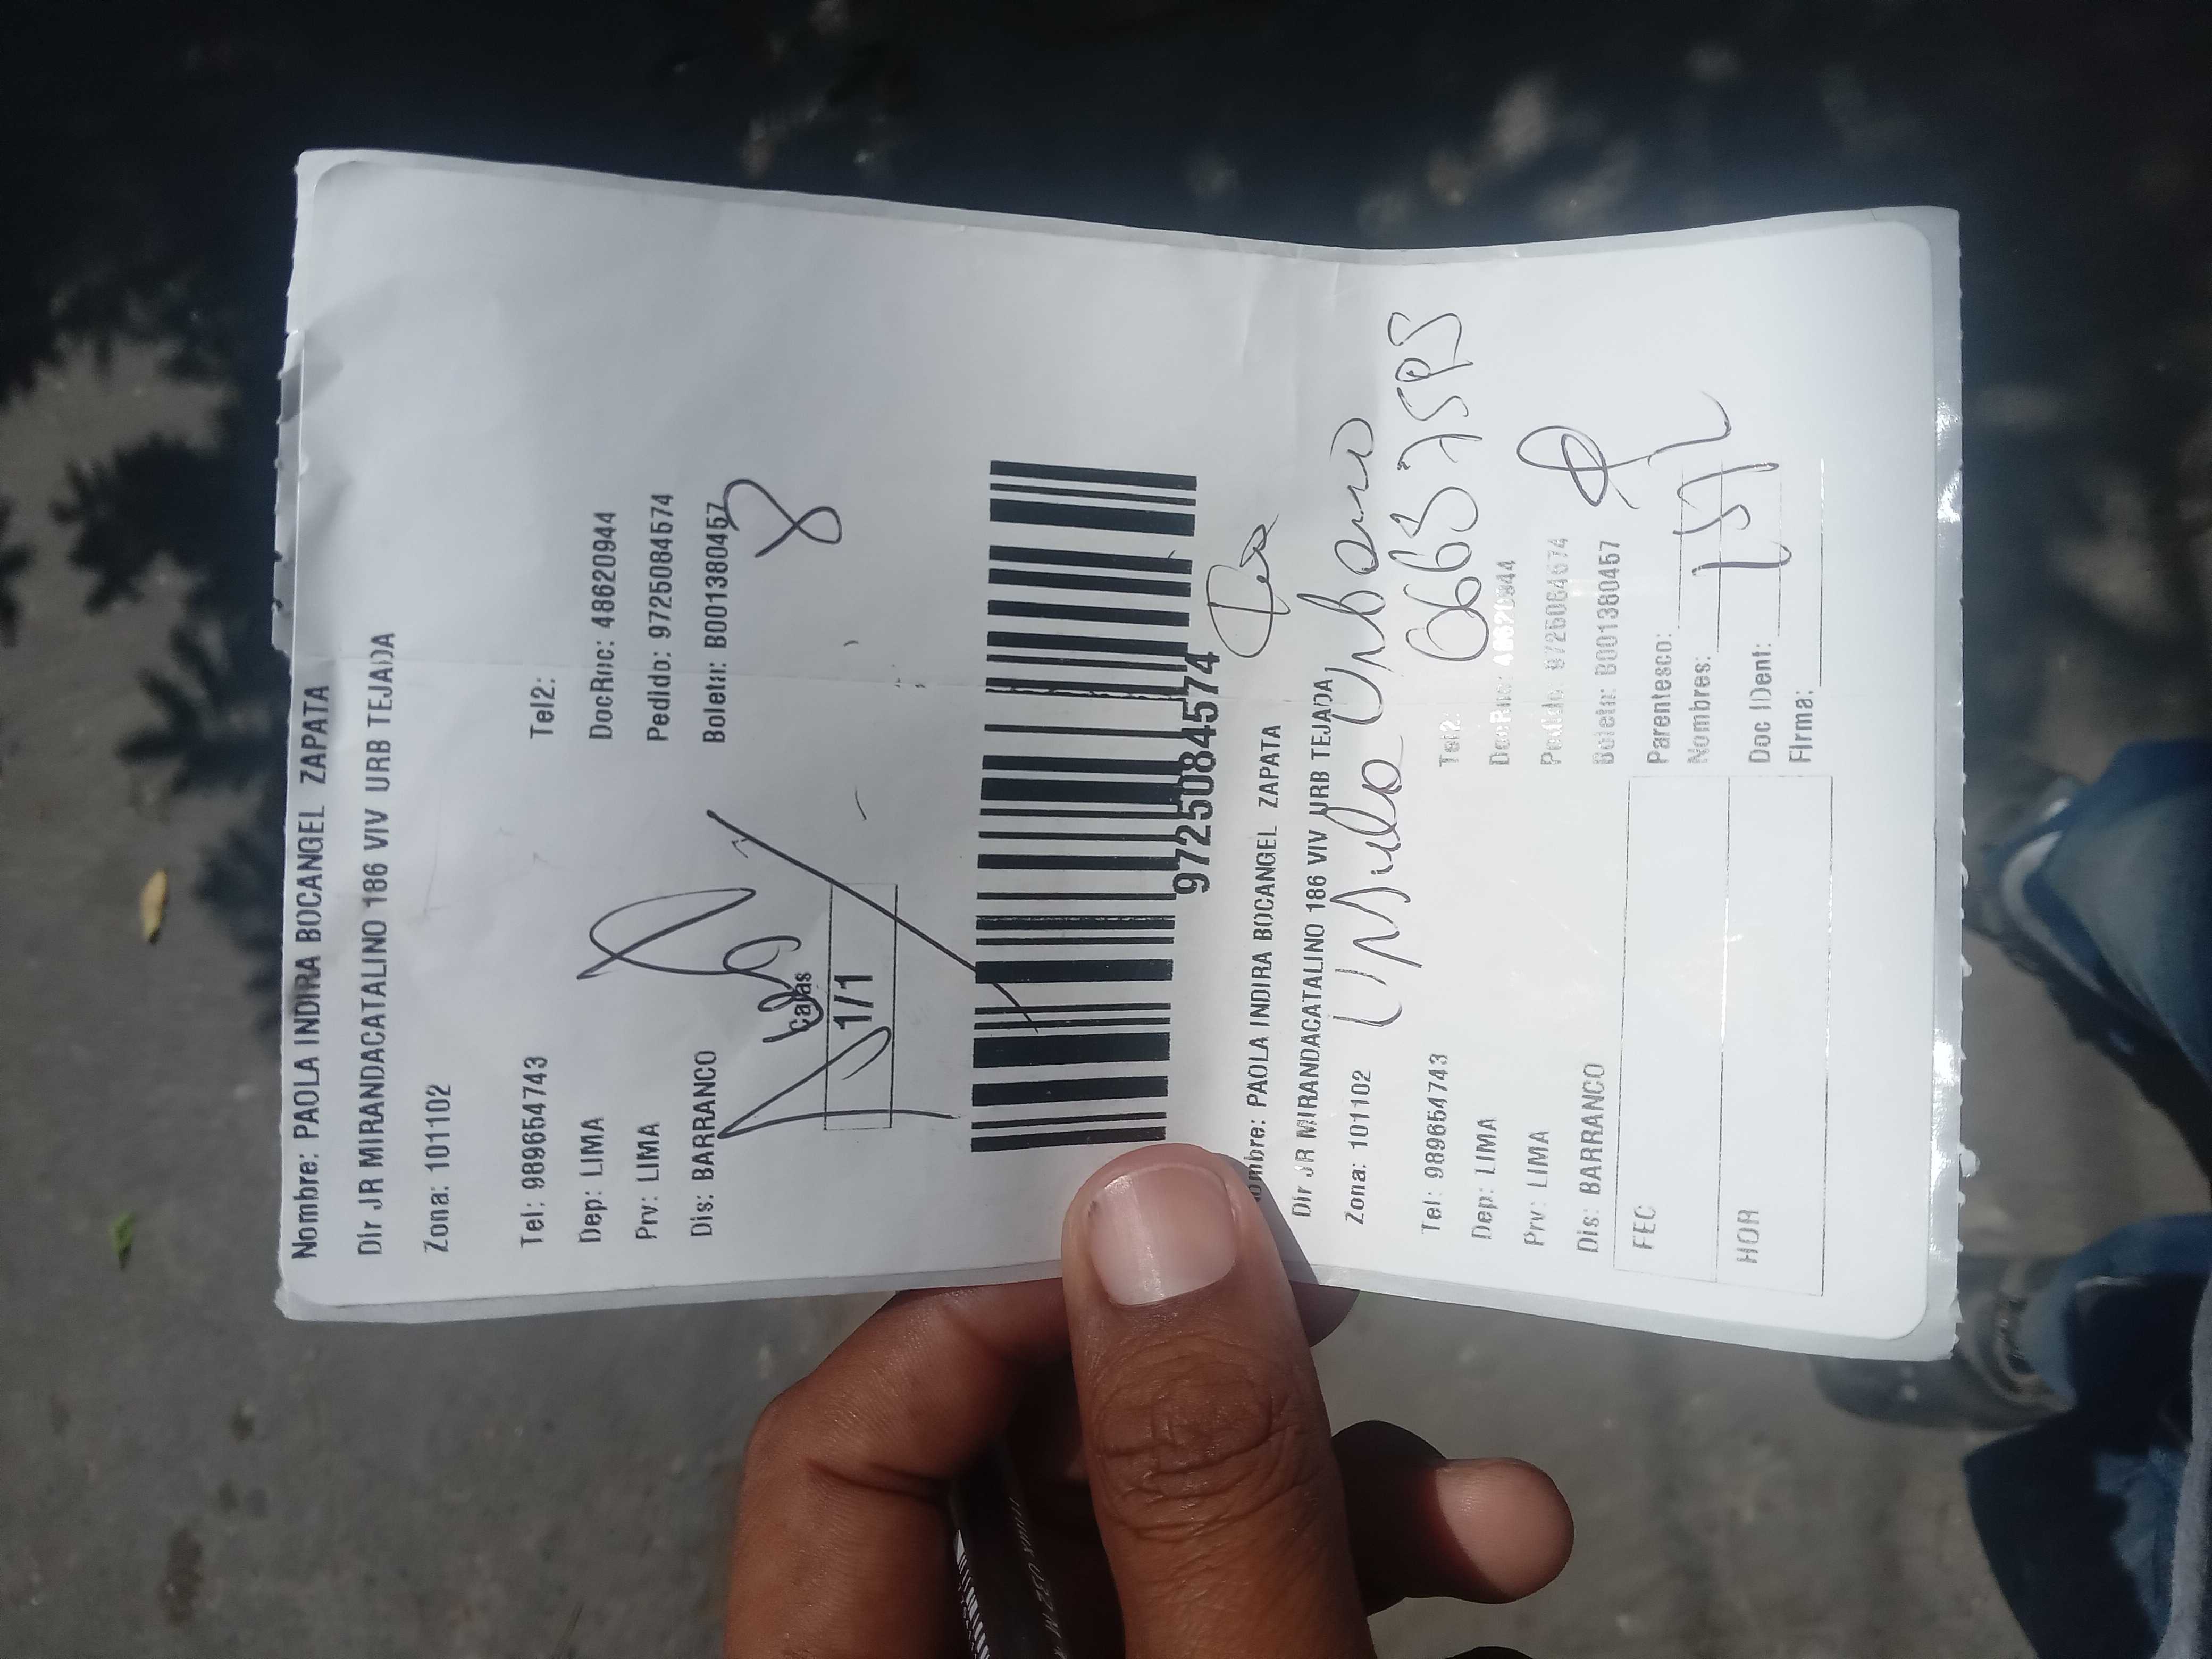 Nombre: PAOLA INDIRA BOCANGEL ZAPATA
Dir JR MIRANDACATALINO 186 VIV URB TEJADA
Zona: 101102
Tel: 989654743 Tel2:
Dep: LIMA DocRuc: 48620944
Prv: LIMA Pedido: 9725084574
Dis: BARRANCO Boleta: B001380457
Cajas
1/1
9725084574
ombre: PAOLA INDIRA BOCANGEL ZAPATA
Dir JR MIRANDACATALINO 186 VIV URB TEJADA
Zona: 101102
Tel: 989654743 Tel2:
Dep: LIMA DocRuc: 48620944
Prv: LIMA Pedido: 9725084574
Dis: BARRANCO Boleta: B001380457
FEC Parentesco:
Nombres:
HOR Doc IDent:
Firma: